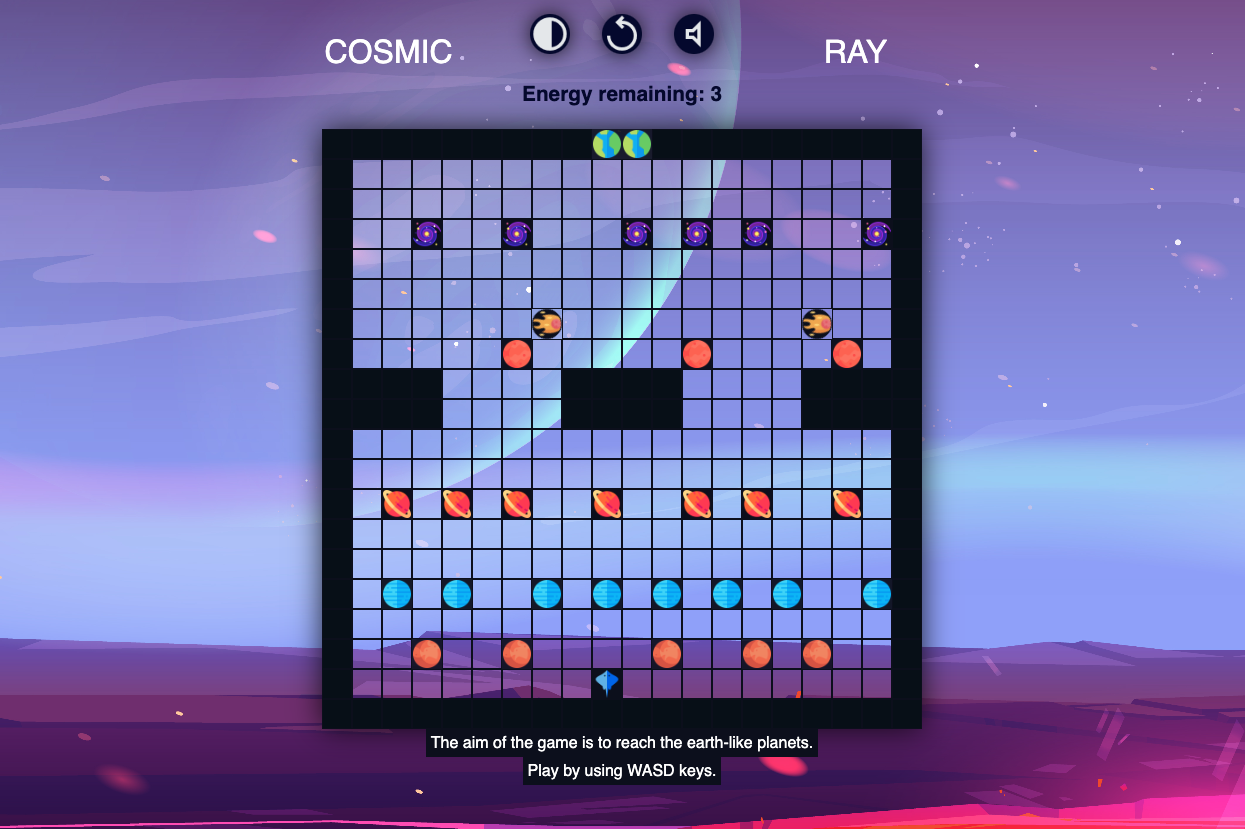 COSMIC
RAY
Energy remaining: 3
The aim of the game is to reach the earth-like planets.
Play by using WASD keys.